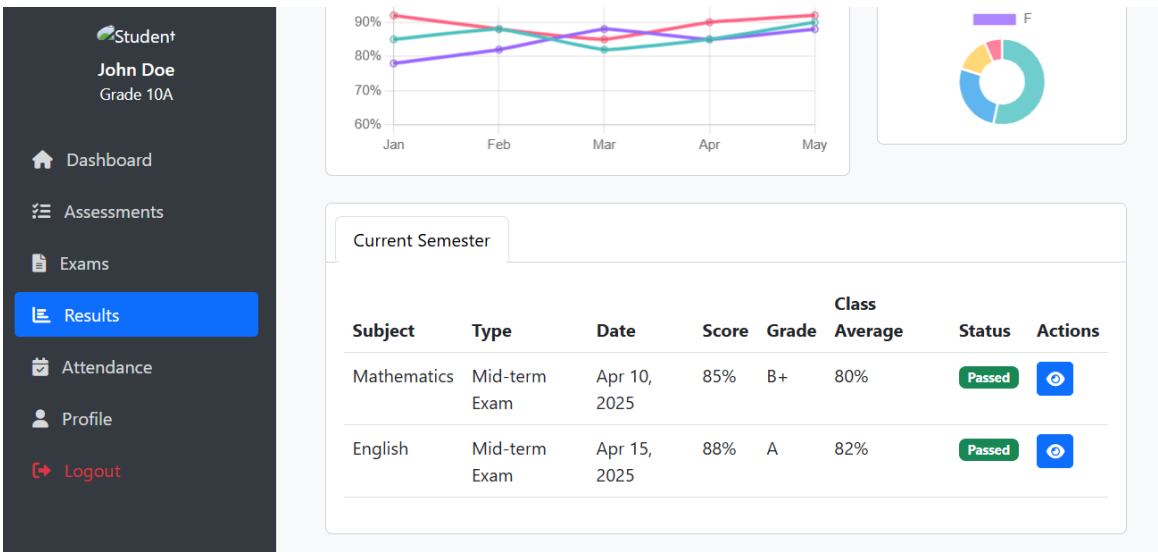 Student
John Doe
Grade 10A
Dashboard
Assessments
Exams
Results
Attendance
Profile
Logout
90%
80%
70%
60%
Jan Feb Mar Apr May
F
Current Semester
Subject Type Date Score Grade Class Average Status Actions
Mathematics Mid-term Exam Apr 10, 2025 85% B+ 80% Passed
English Mid-term Exam Apr 15, 2025 88% A 82% Passed